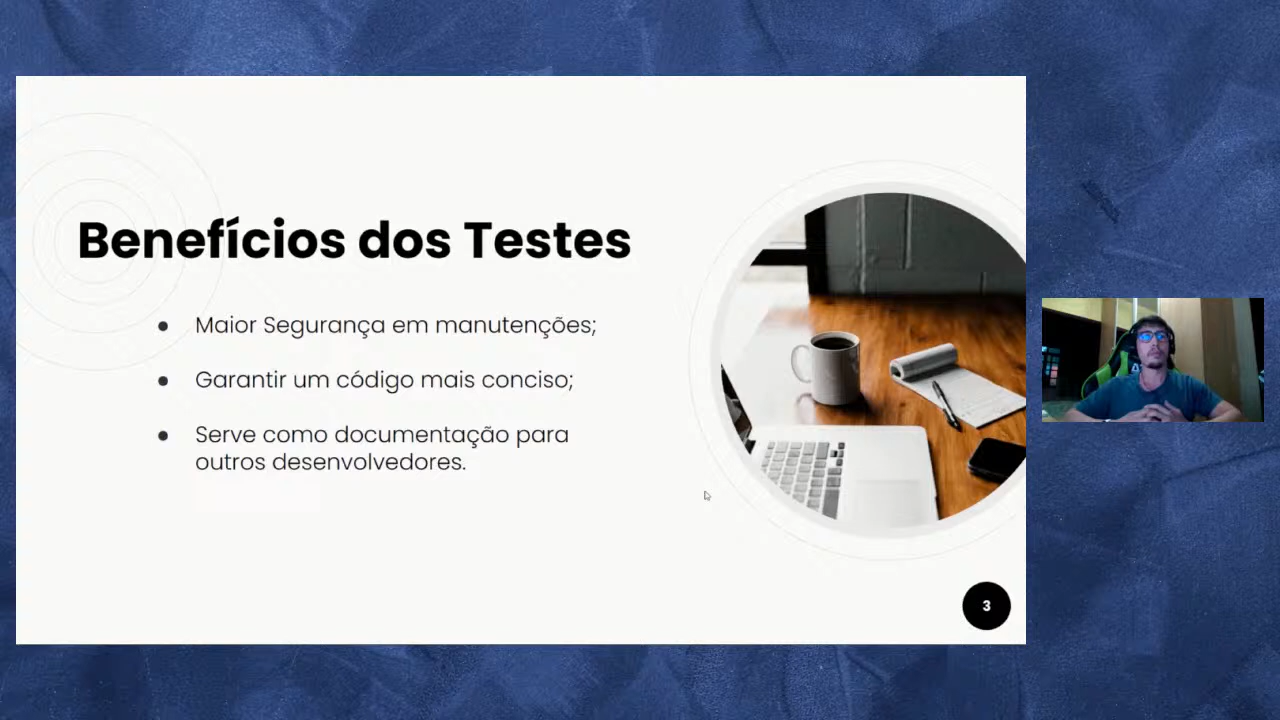 Benefícios dos Testes
● Maior Segurança em manutenções;
● Garantir um código mais conciso;
● Serve como documentação para
outros desenvolvedores.
3